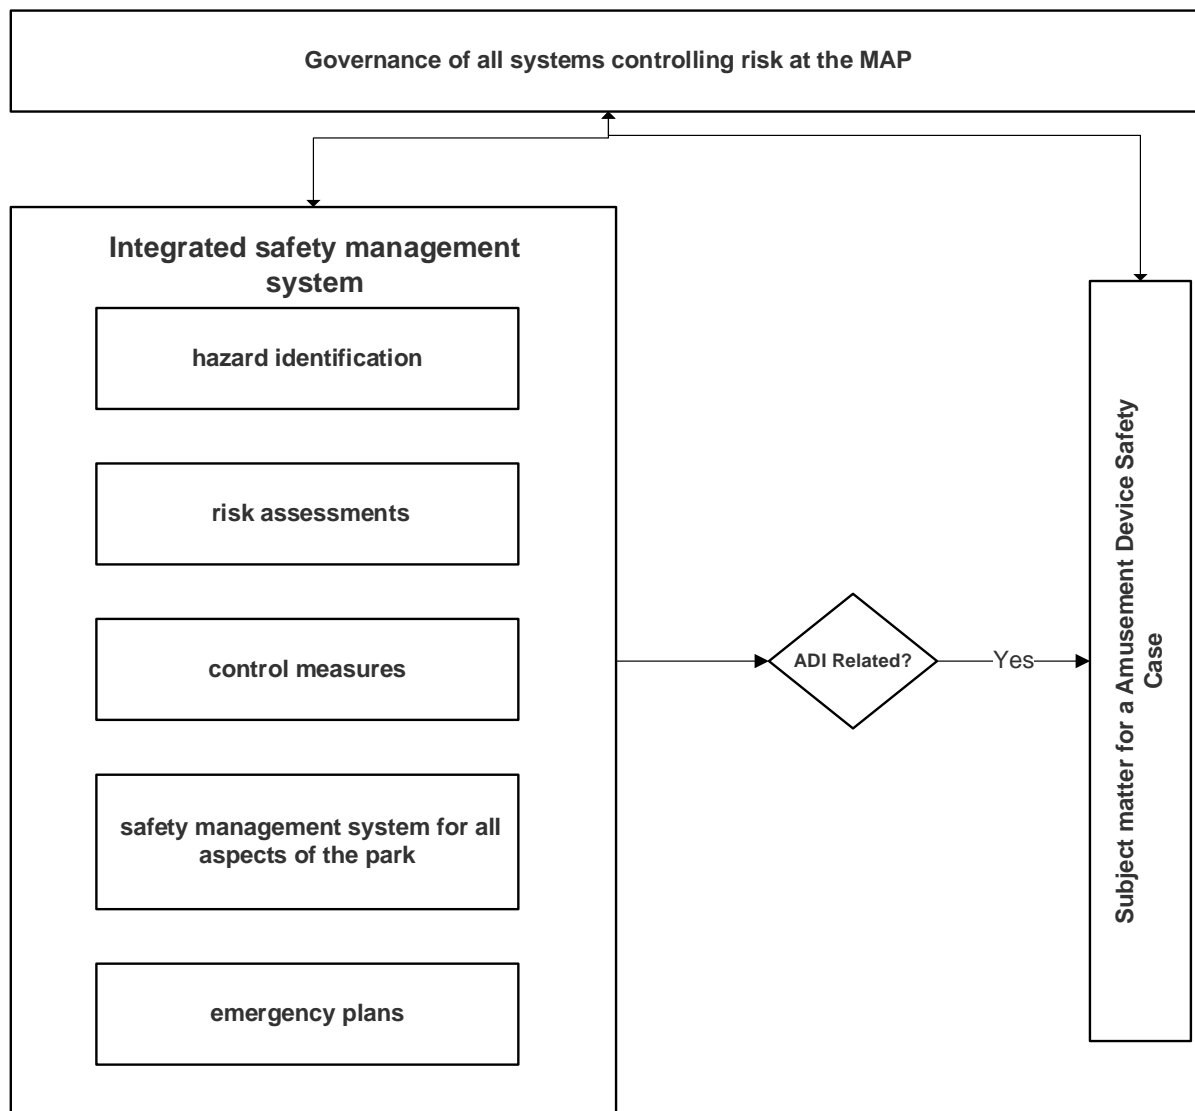 Governance of all systems controlling risk at the MAP
Integrated safety management
system
hazard identification
risk assessments
control measures
safety management system for all
aspects of the park
emergency plans
ADI Related?
Yes
Subject matter for a Amusement Device Safety
Case